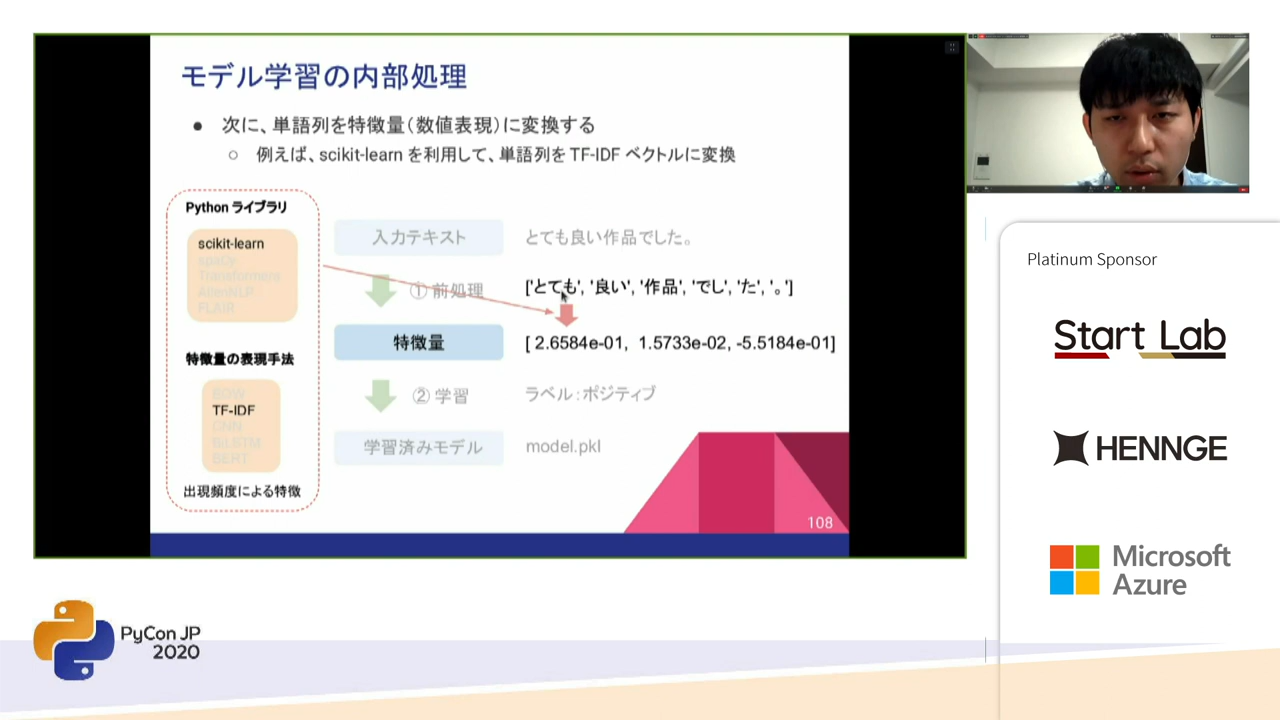 モデル学習の内部処理
● 次に、単語列を特徴量（数値表現）に変換する
○ 例えば、scikit-learn を利用して、単語列を TF-IDF ベクトルに変換
Python ライブラリ
scikit-learn
spaCy
Transformers
AllenNLP
FLAIR
特徴量の表現手法
BOW
TF-IDF
CNN
BiLSTM
BERT
出現頻度による特徴
入力テキスト
とても良い作品でした。
① 前処理
['とても', '良い', '作品', 'でし', 'た', '。']
特徴量
[ 2.6584e-01, 1.5733e-02, -5.5184e-01]
② 学習
ラベル：ポジティブ
学習済みモデル
model.pkl
108
Platinum Sponsor
Start Lab
HENNGE
Microsoft
Azure
PyCon JP
2020